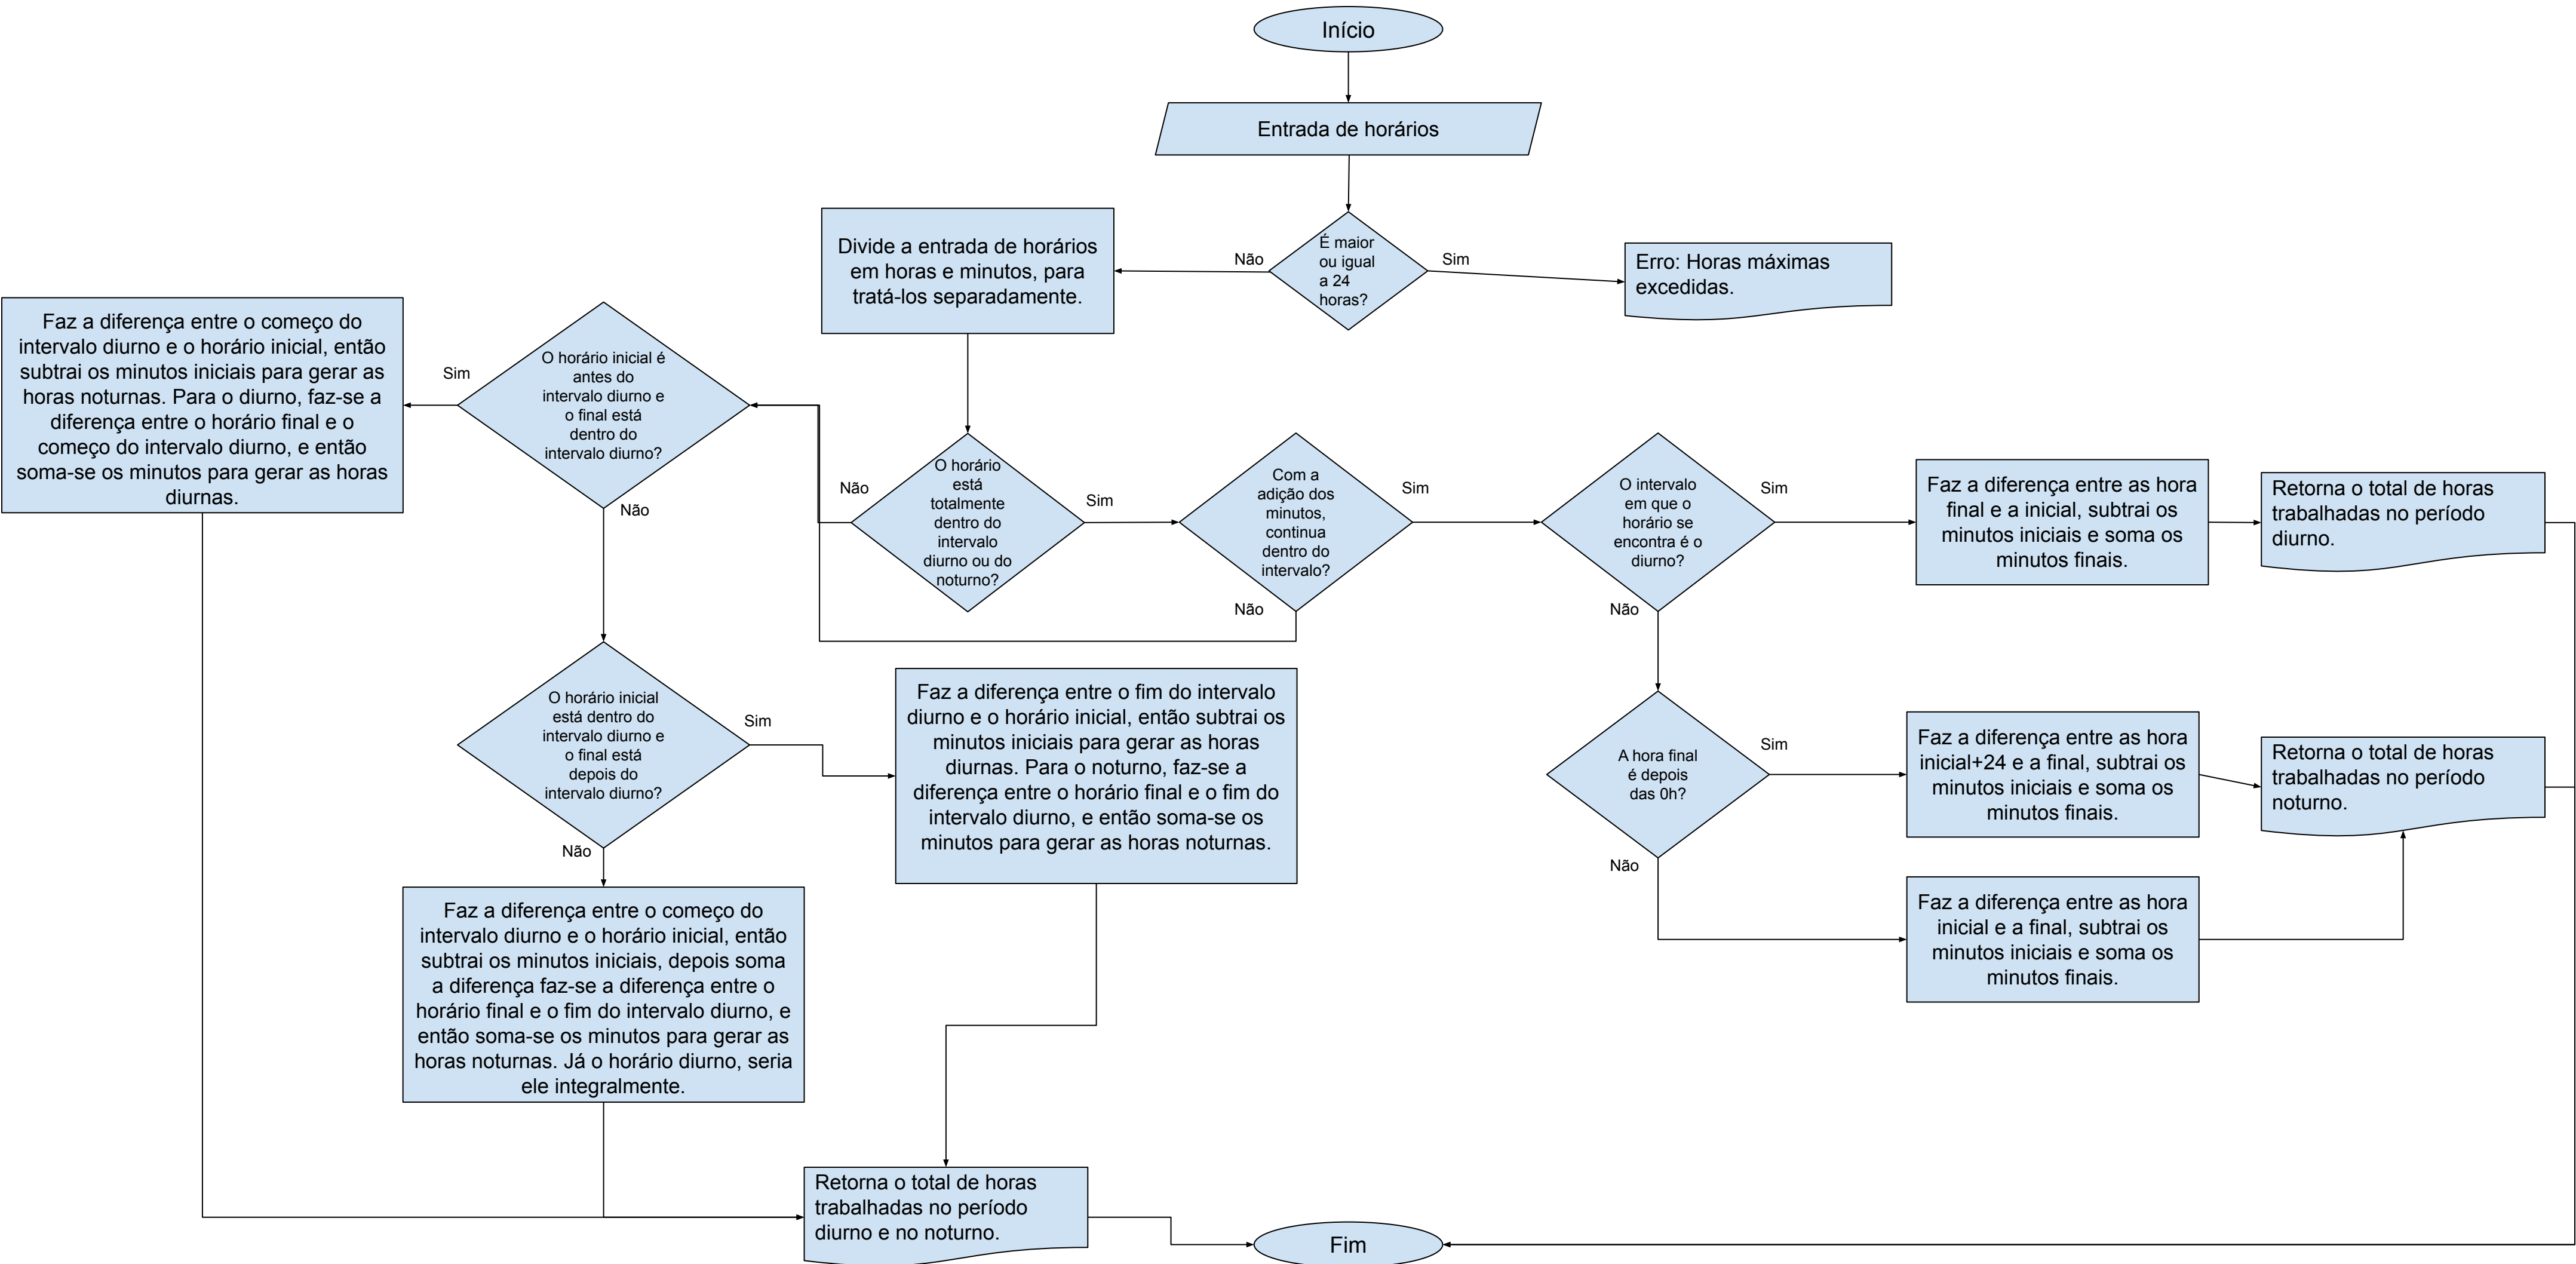 Início
Entrada de horários
É maior
ou igual
a 24
horas?
Não
Sim
Erro: Horas máximas
excedidas.
Divide a entrada de horários
em horas e minutos, para
tratá-los separadamente.
O horário
está
totalmente
dentro do
intervalo
diurno ou do
noturno?
Não
Sim
O horário inicial é
antes do
intervalo diurno e
o final está
dentro do
intervalo diurno?
Sim
Não
Faz a diferença entre o começo do
intervalo diurno e o horário inicial, então
subtrai os minutos iniciais para gerar as
horas noturnas. Para o diurno, faz-se a
diferença entre o horário final e o
começo do intervalo diurno, e então
soma-se os minutos para gerar as horas
diurnas.
Com a
adição dos
minutos,
continua
dentro do
intervalo?
Sim
Não
O intervalo
em que o
horário se
encontra é o
diurno?
Sim
Não
Faz a diferença entre as hora
final e a inicial, subtrai os
minutos iniciais e soma os
minutos finais.
Retorna o total de horas
trabalhadas no período
diurno.
O horário inicial
está dentro do
intervalo diurno e
o final está
depois do
intervalo diurno?
Sim
Não
Faz a diferença entre o fim do intervalo
diurno e o horário inicial, então subtrai os
minutos iniciais para gerar as horas
diurnas. Para o noturno, faz-se a
diferença entre o horário final e o fim do
intervalo diurno, e então soma-se os
minutos para gerar as horas noturnas.
A hora final
é depois
das 0h?
Sim
Não
Faz a diferença entre as hora
inicial+24 e a final, subtrai os
minutos iniciais e soma os
minutos finais.
Retorna o total de horas
trabalhadas no período
noturno.
Faz a diferença entre as hora
inicial e a final, subtrai os
minutos iniciais e soma os
minutos finais.
Faz a diferença entre o começo do
intervalo diurno e o horário inicial, então
subtrai os minutos iniciais, depois soma
a diferença faz-se a diferença entre o
horário final e o fim do intervalo diurno, e
então soma-se os minutos para gerar as
horas noturnas. Já o horário diurno, seria
ele integralmente.
Retorna o total de horas
trabalhadas no período
diurno e no noturno.
Fim